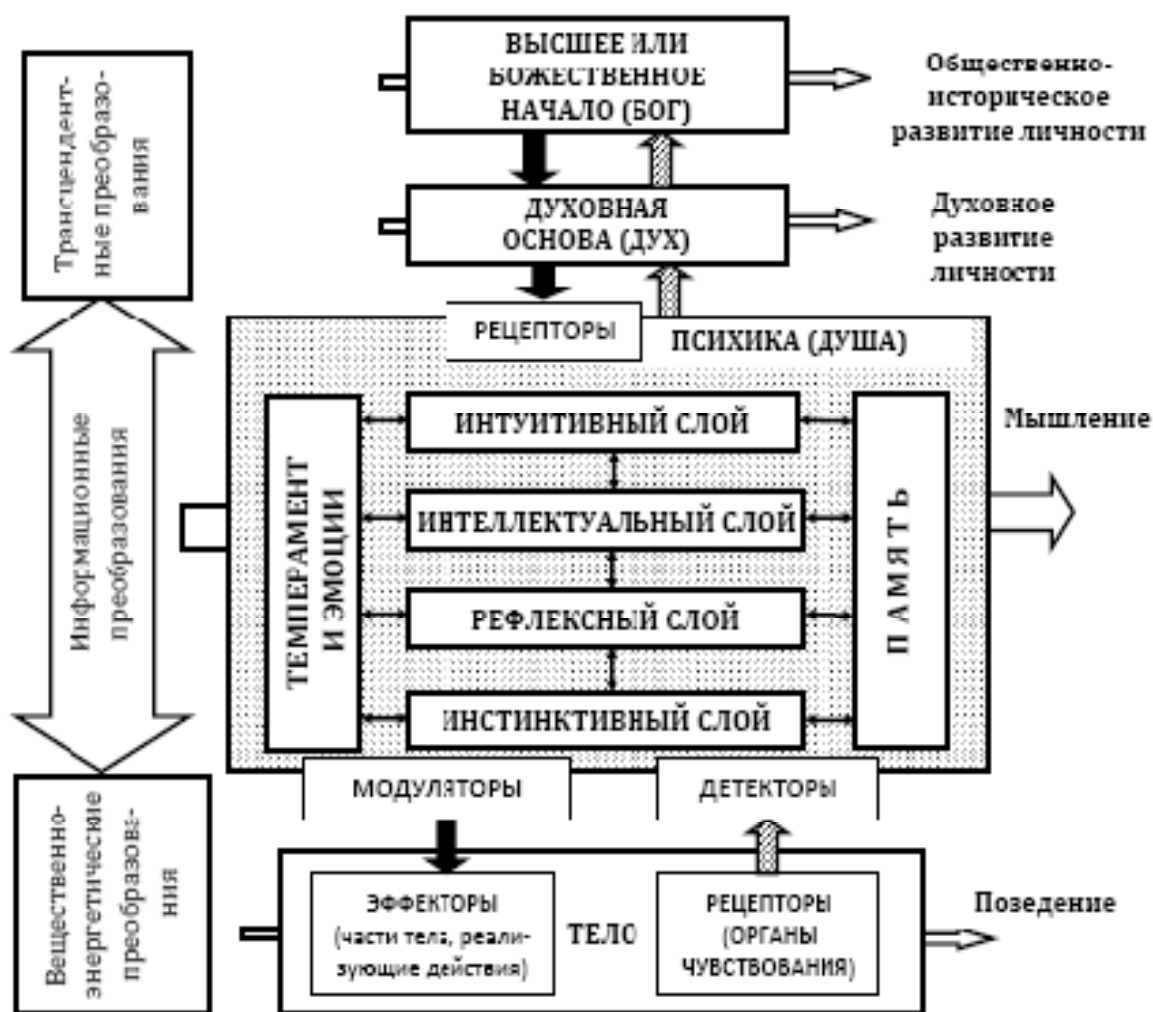 ВЫСШЕЕ ИЛИ
БОЖЕСТВЕННОЕ
НАЧАЛО (БОГ)
Общественно-
историческое
развитие личности
Трансцендент-
ные преобразо-
вания
ДУХОВНАЯ
ОСНОВА (ДУХ)
Духовное
развитие
личности
РЕЦЕПТОРЫ
ПСИХИКА (ДУША)
Информационные
преобразования
ТЕМПЕРАМЕНТ
И ЭМОЦИИ
ИНТУИТИВНЫЙ СЛОЙ
ИНТЕЛЛЕКТУАЛЬНЫЙ СЛОЙ
РЕФЛЕКСНЫЙ СЛОЙ
ИНСТИНКТИВНЫЙ СЛОЙ
ПАМЯТЬ
Мышление
МОДУЛЯТОРЫ
ДЕТЕКТОРЫ
Вещественно-
энергетические
преобразова-
ния
ЭФФЕКТОРЫ
(части тела, реали-
зующие действия)
ТЕЛО
РЕЦЕПТОРЫ
(ОРГАНЫ
ЧУВСТВОВАНИЯ)
Позедение